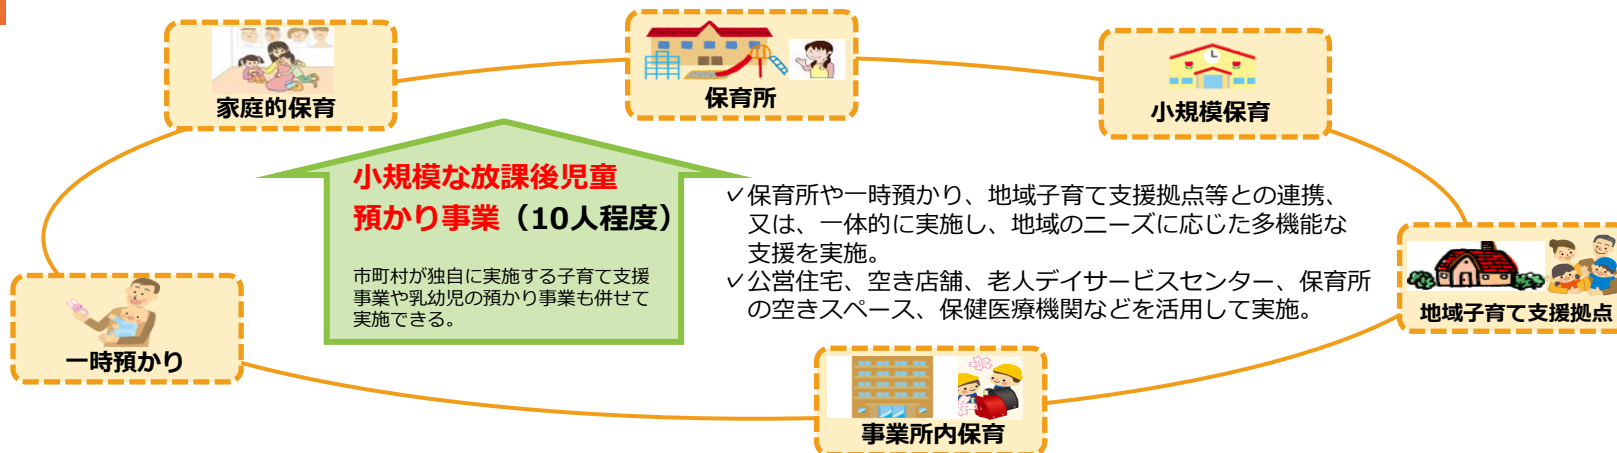 家庭的保育
保育所
小規模保育
小規模な放課後児童
預かり事業（10人程度）
市町村が独自に実施する子育て支援
事業や乳幼児の預かり事業も併せて
実施できる。
✓保育所や一時預かり、地域子育て支援拠点等との連携、
又は、一体的に実施し、地域のニーズに応じた多機能な
支援を実施。
✓公営住宅、空き店舗、老人デイサービスセンター、保育所
の空きスペース、保健医療機関などを活用して実施。
地域子育て支援拠点
一時預かり
事業所内保育